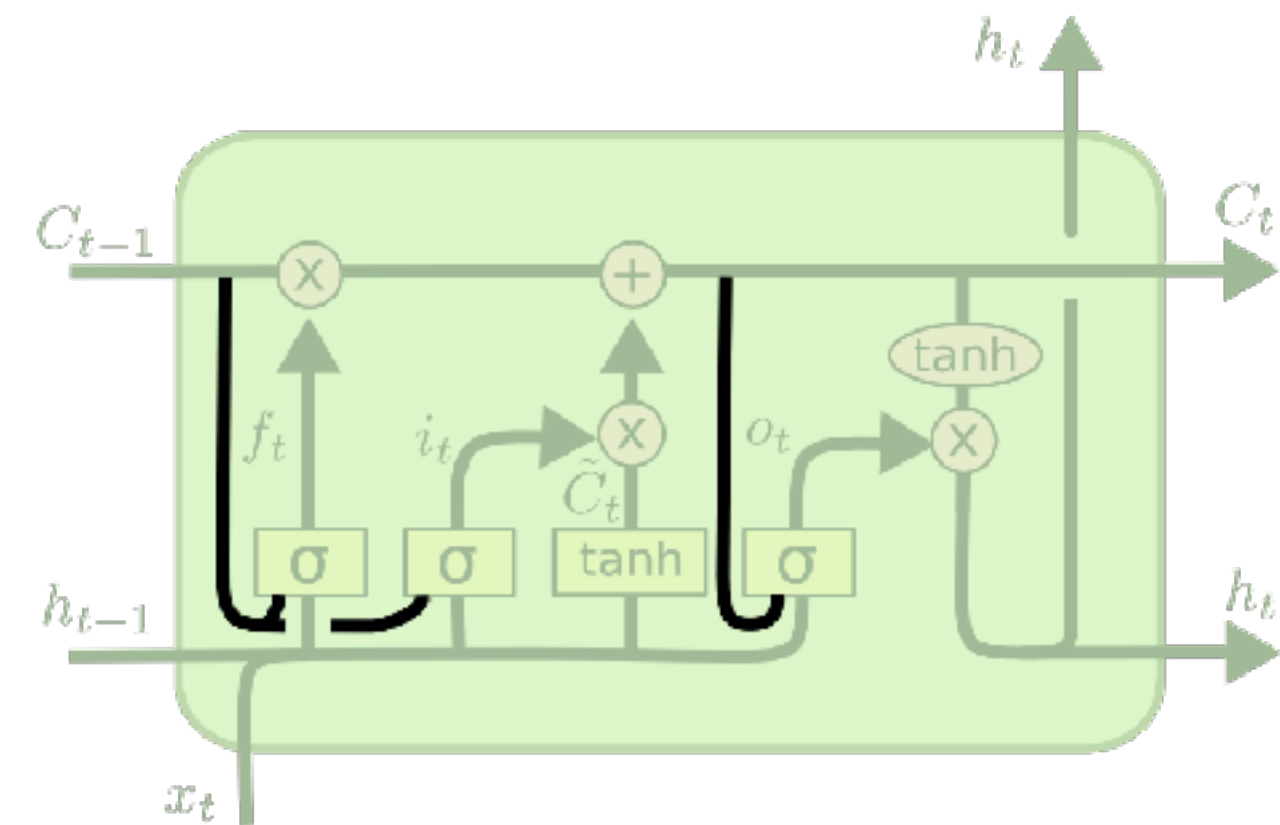 h_t
C_{t-1}
C_t
x
+
tanh
f_t
i_t
x
o_t
x
C̃_t
σ
σ
tanh
σ
h_{t-1}
h_t
x_t